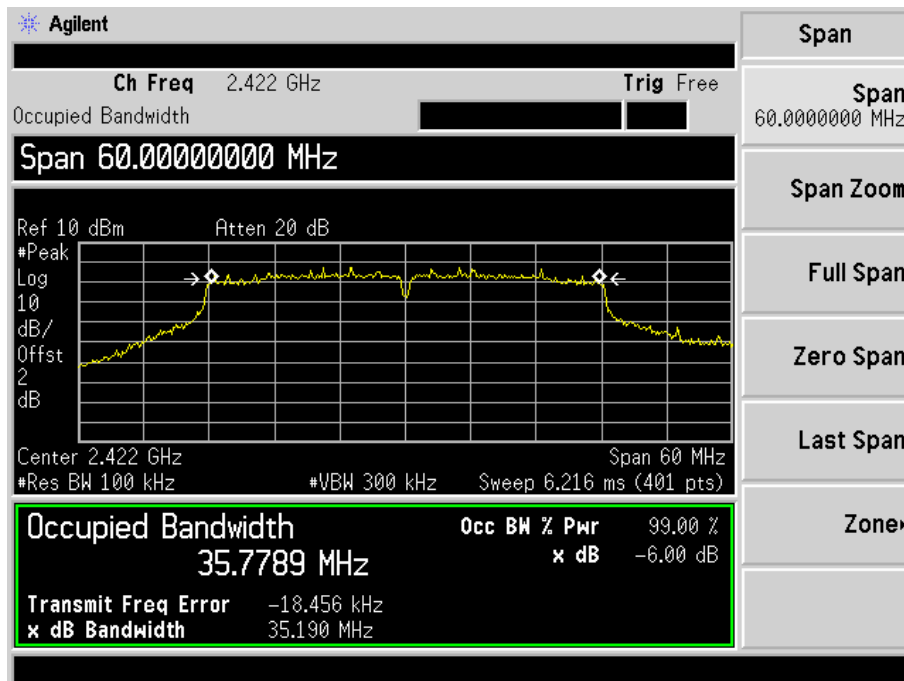 Agilent
Span
Ch Freq 2.422 GHz Trig Free
Occupied Bandwidth
Span 60.00000000 MHz
Span
60.0000000 MHz
Span Zoom
Full Span
Zero Span
Last Span
Zone
Ref 10 dBm Atten 20 dB
#Peak
Log
10
dB/
Offst
2
dB
Center 2.422 GHz Span 60 MHz
#Res BW 100 kHz #VBW 300 kHz Sweep 6.216 ms (401 pts)
Occupied Bandwidth Occ BW % Pwr 99.00 %
35.7789 MHz x dB -6.00 dB
Transmit Freq Error -18.456 kHz
x dB Bandwidth 35.190 MHz